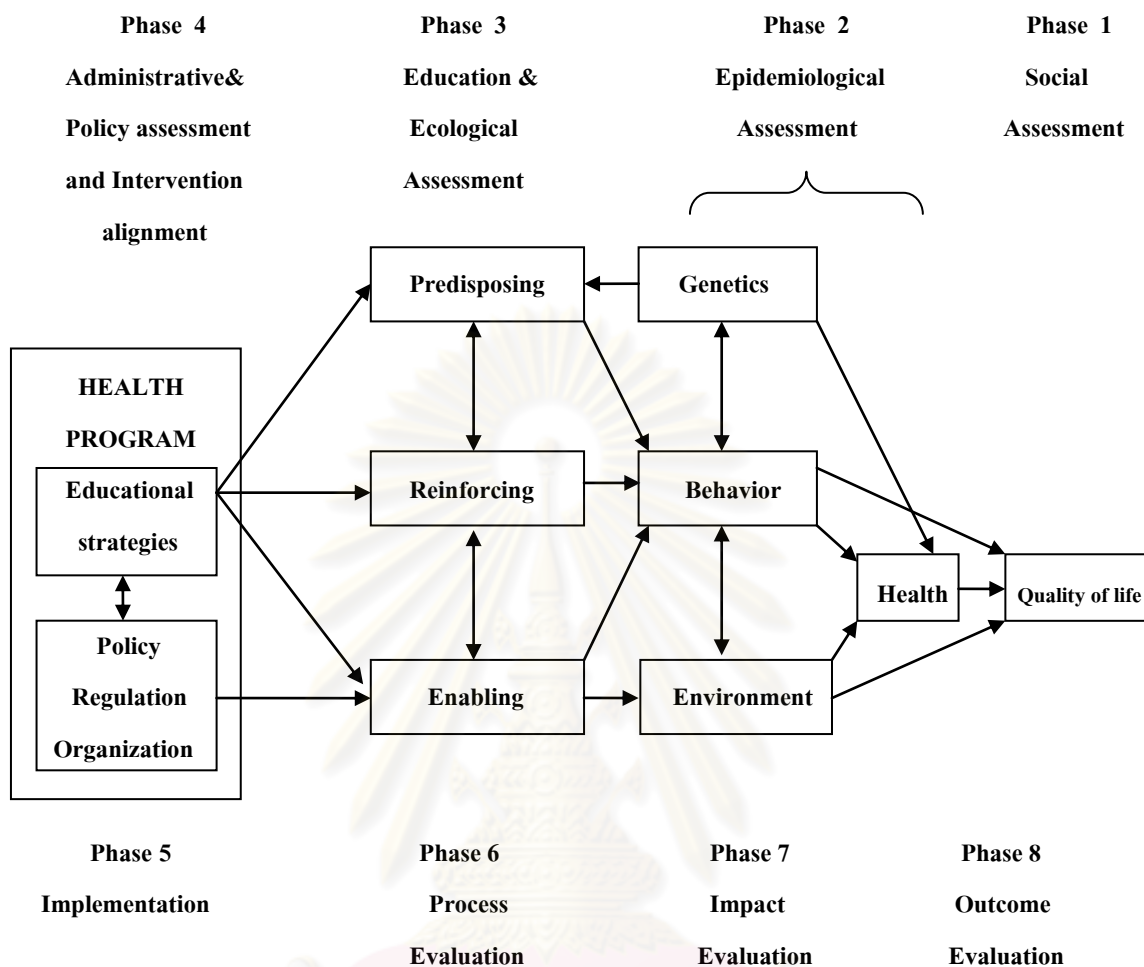 Phase 4
Administrative&
Policy assessment
and Intervention
alignment
Phase 3
Education &
Ecological
Assessment
Phase 2
Epidemiological
Assessment
Phase 1
Social
Assessment
Predisposing
Genetics
HEALTH
PROGRAM
Educational
strategies
Reinforcing
Behavior
Health
Quality of life
Policy
Regulation
Organization
Enabling
Environment
Phase 5
Implementation
Phase 6
Process
Evaluation
Phase 7
Impact
Evaluation
Phase 8
Outcome
Evaluation